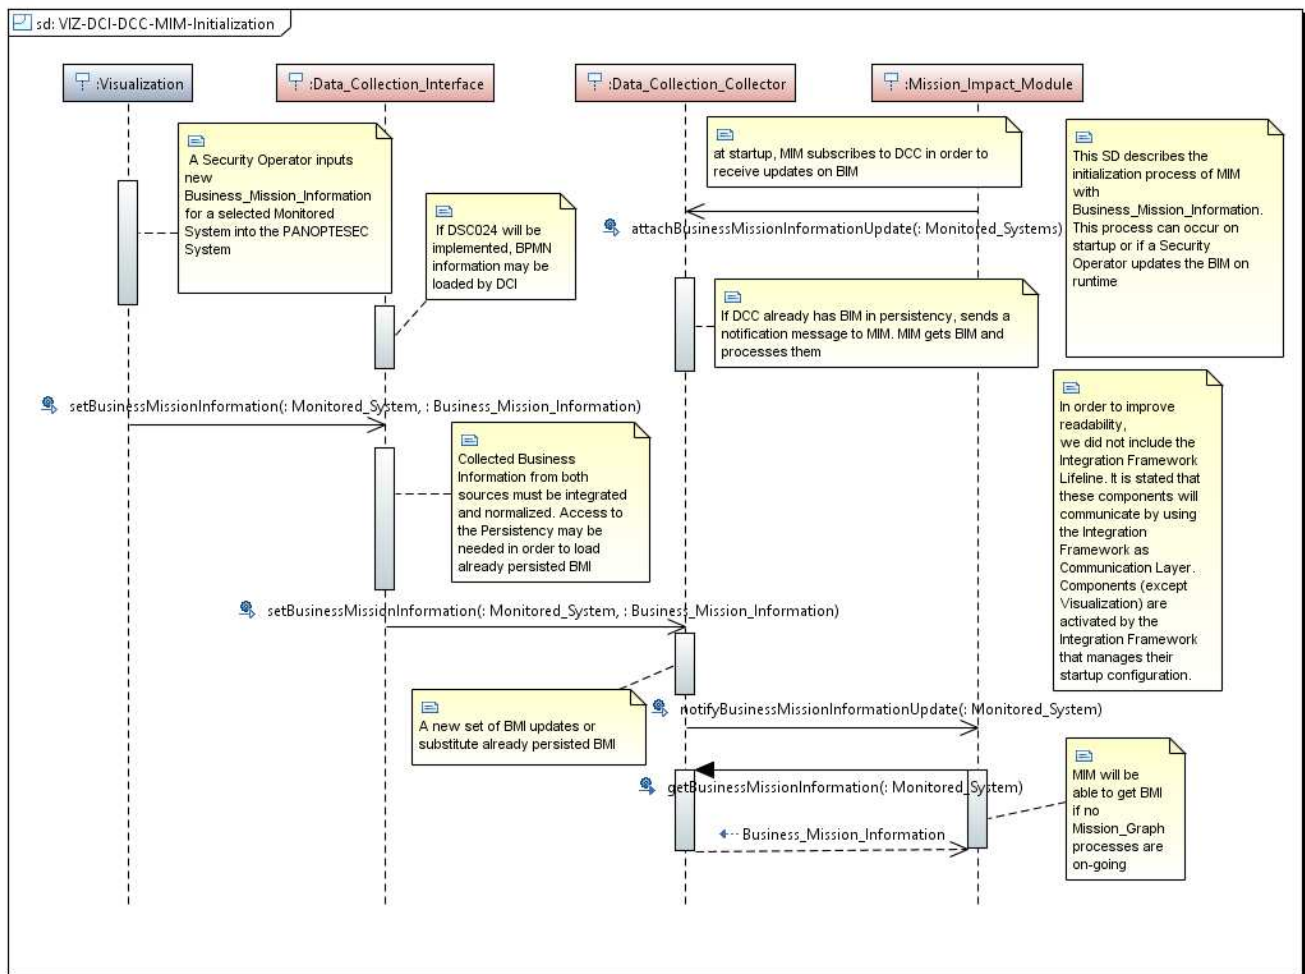 sd: VIZ-DCI-DCC-MIM-Initialization
:Visualization
:Data_Collection_Interface
:Data_Collection_Collector
:Mission_Impact_Module
A Security Operator inputs
new
Business_Mission_Information
for a selected Monitored
System into the PANOPTESEC
System
If DSC024 will be
implemented, BPMN
information may be
loaded by DCI
at startup, MIM subscribes to DCC in order to
receive updates on BIM
This SD describes the
initialization process of MIM
with
Business_Mission_Information.
This process can occur on
startup or if a Security
Operator updates the BIM on
runtime
attachBusinessMissionInformationUpdate(: Monitored_Systems)
If DCC already has BIM in persistency, sends a
notification message to MIM. MIM gets BIM and
processes them
setBusinessMissionInformation(: Monitored_System, : Business_Mission_Information)
In order to improve
readability,
we did not include the
Integration Framework
Lifeline. It is stated that
these components will
communicate by using
the Integration
Framework as
Communication Layer.
Components (except
Visualization) are
activated by the
Integration Framework
that manages their
startup configuration.
Collected Business
Information from both
sources must be integrated
and normalized. Access to
the Persistency may be
needed in order to load
already persisted BMI
setBusinessMissionInformation(: Monitored_System, : Business_Mission_Information)
A new set of BMI updates or
substitute already persisted BMI
notifyBusinessMissionInformationUpdate(: Monitored_System)
getBusinessMissionInformation(: Monitored_System)
MIM will be
able to get BMI
if no
Mission_Graph
processes are
on-going
Business_Mission_Information